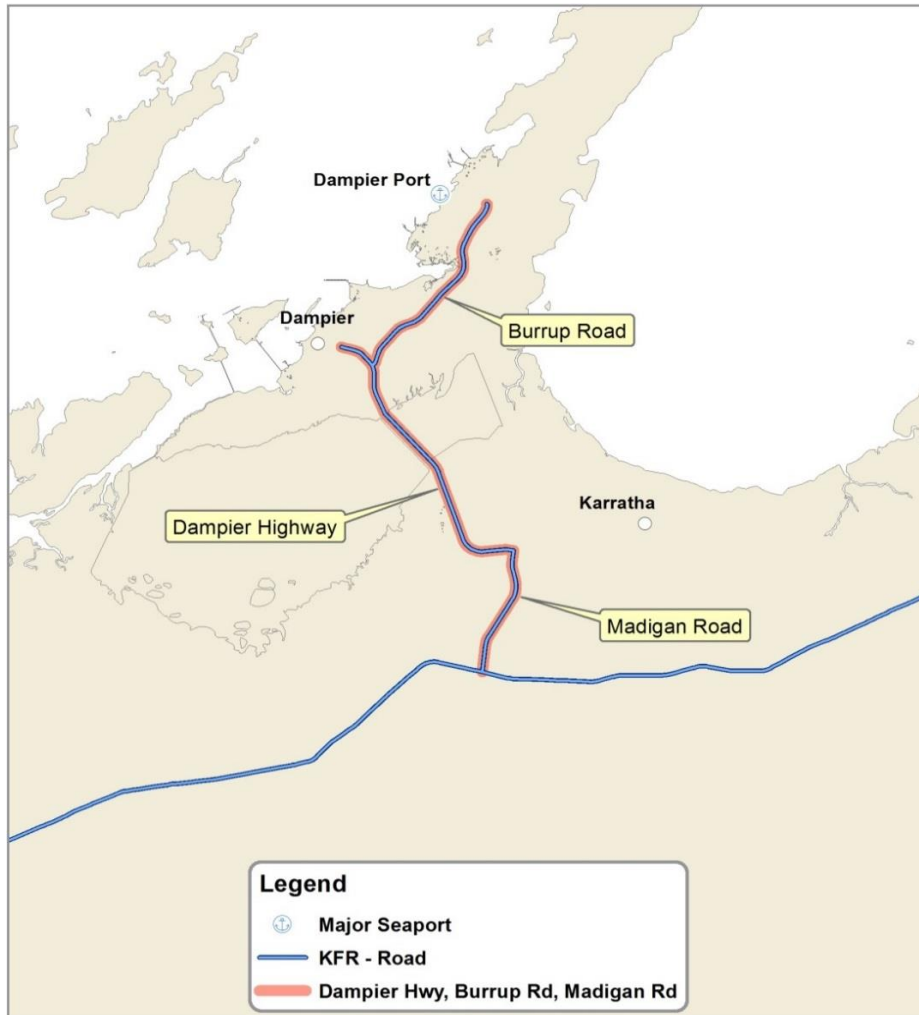 Dampier Port
Burrup Road
Dampier
Karratha
Dampier Highway
Madigan Road
Legend
Major Seaport
KFR - Road
Dampier Hwy, Burrup Rd, Madigan Rd